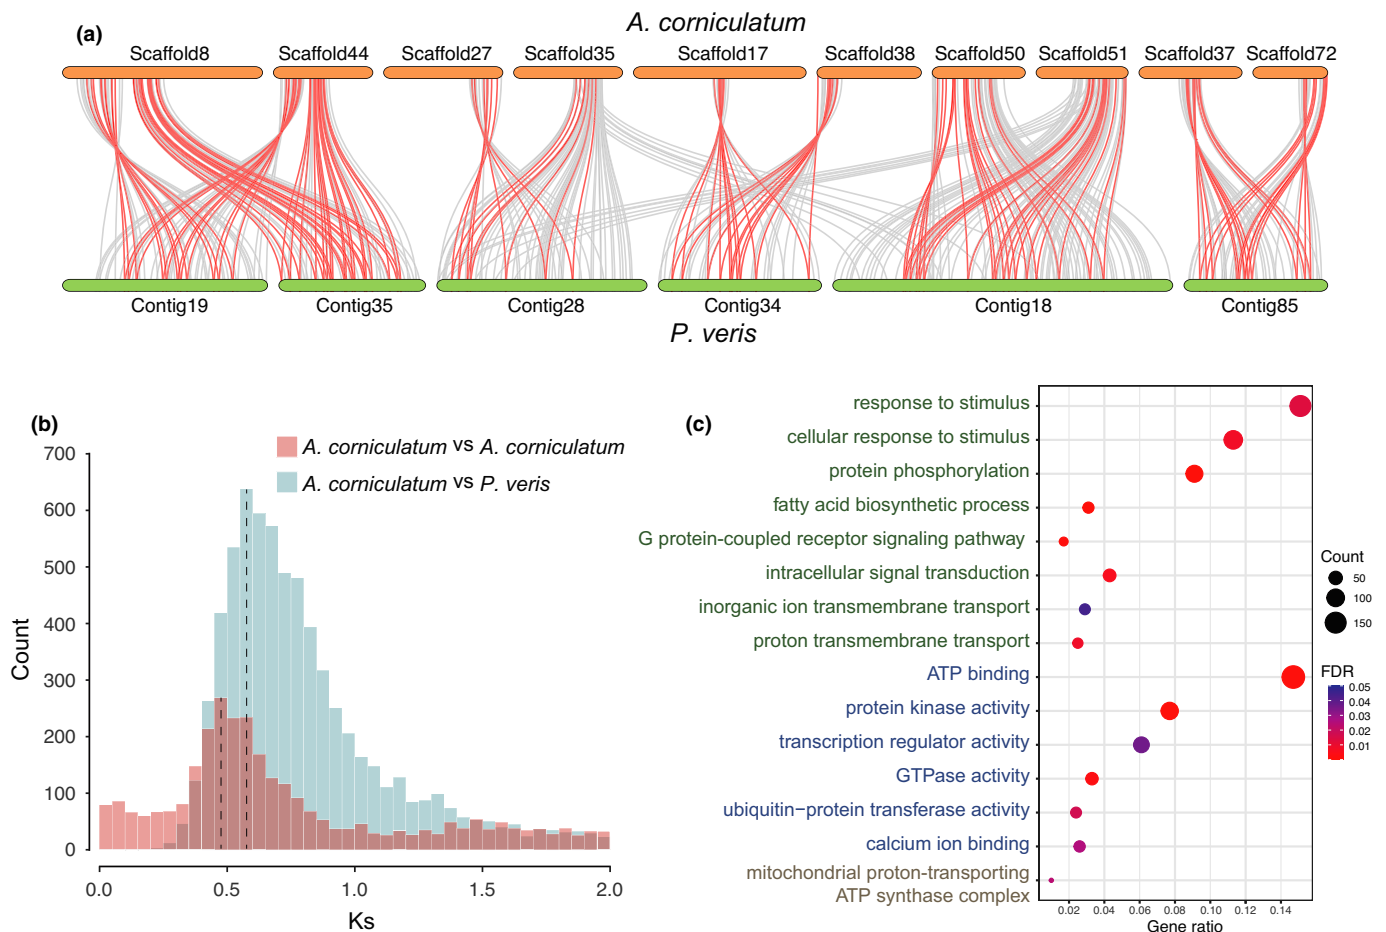 (a)
A. corniculatum
Scaffold8 Scaffold44 Scaffold27 Scaffold35 Scaffold17 Scaffold38 Scaffold50 Scaffold51 Scaffold37 Scaffold72
Contig19 Contig35 Contig28 Contig34 Contig18 Contig85
P. veris
(b)
A. corniculatum vs A. corniculatum
A. corniculatum vs P. veris
700
600
500
400
300
200
100
0
Count
0.0 0.5 1.0 1.5 2.0
Ks
(c)
response to stimulus
cellular response to stimulus
protein phosphorylation
fatty acid biosynthetic process
G protein-coupled receptor signaling pathway
intracellular signal transduction
inorganic ion transmembrane transport
proton transmembrane transport
ATP binding
protein kinase activity
transcription regulator activity
GTPase activity
ubiquitin−protein transferase activity
calcium ion binding
mitochondrial proton-transporting
ATP synthase complex
0.02 0.04 0.06 0.08 0.10 0.12 0.14
Gene ratio
Count
50
100
150
FDR
0.05
0.04
0.03
0.02
0.01